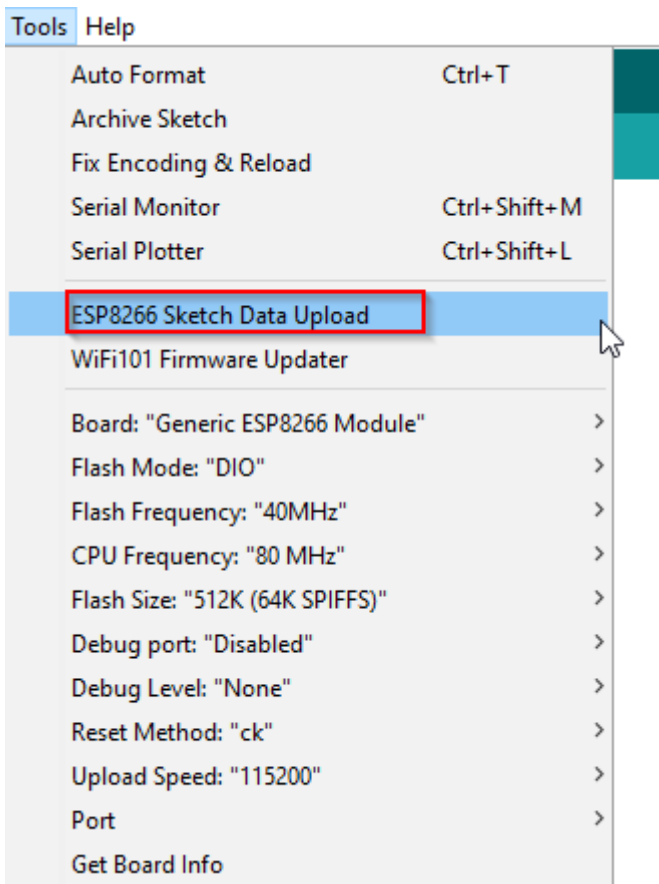 Tools Help
Auto Format Ctrl+T
Archive Sketch
Fix Encoding & Reload
Serial Monitor Ctrl+Shift+M
Serial Plotter Ctrl+Shift+L
ESP8266 Sketch Data Upload
WiFi101 Firmware Updater
Board: "Generic ESP8266 Module"
Flash Mode: "DIO"
Flash Frequency: "40MHz"
CPU Frequency: "80 MHz"
Flash Size: "512K (64K SPIFFS)"
Debug port: "Disabled"
Debug Level: "None"
Reset Method: "ck"
Upload Speed: "115200"
Port
Get Board Info